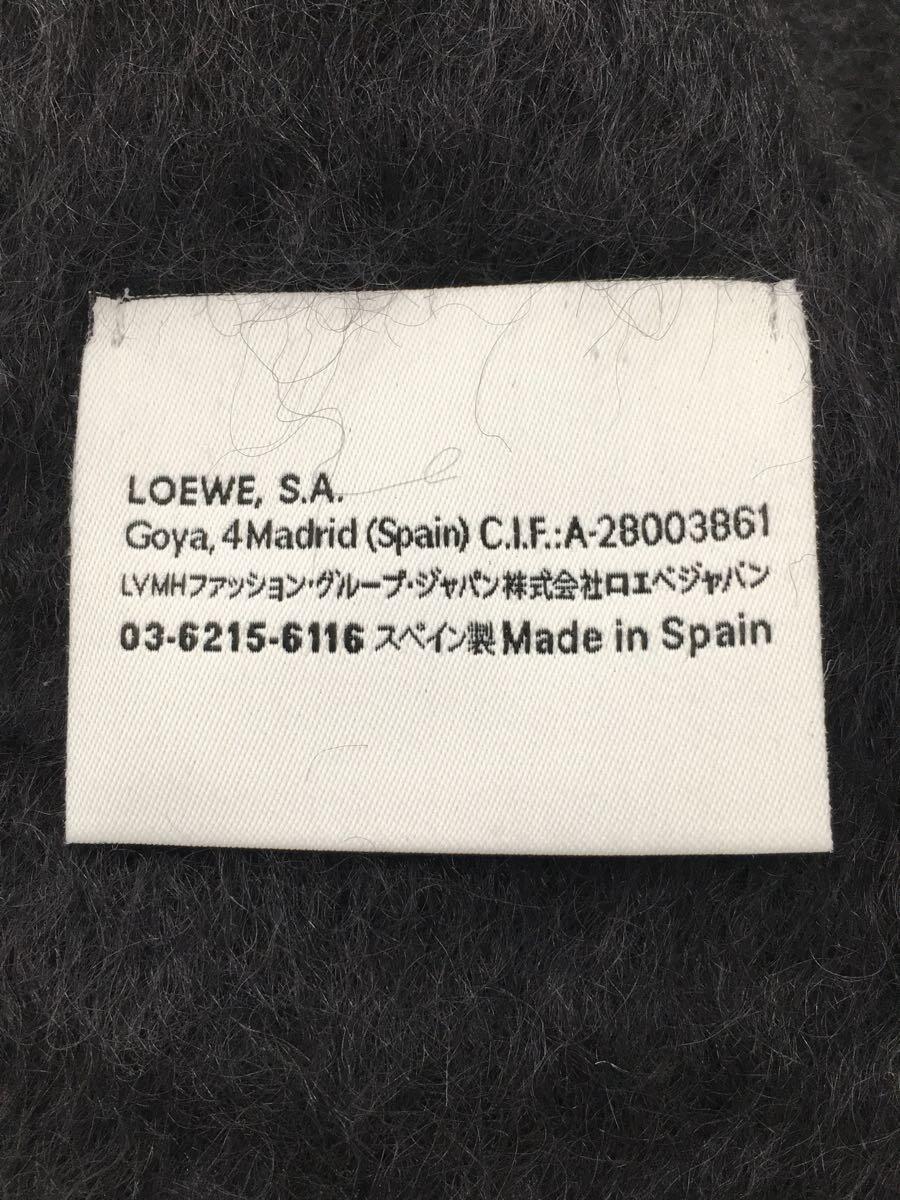 LOEWE, S.A.
Goya, 4 Madrid (Spain) C.I.F.:A-28003861
LVMHファッション・グループ・ジャパン株式会社ロエベジャパン
03-6215-6116 スペイン製 Made in Spain